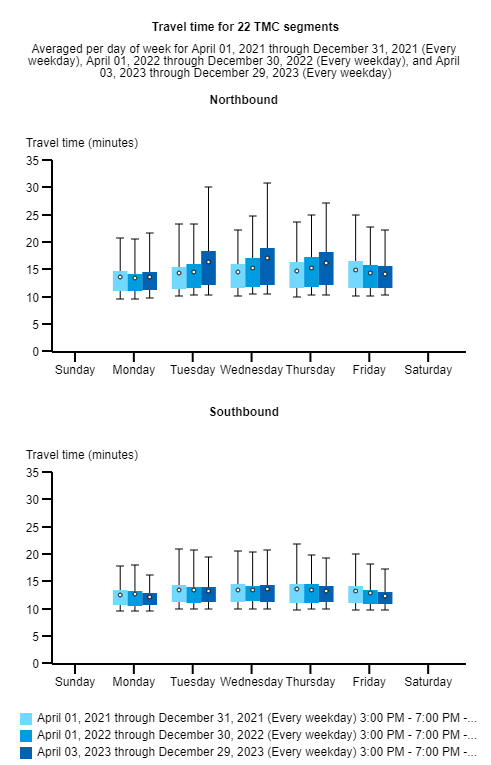 Travel time for 22 TMC segments
Averaged per day of week for April 01, 2021 through December 31, 2021 (Every
weekday), April 01, 2022 through December 30, 2022 (Every weekday), and April
03, 2023 through December 29, 2023 (Every weekday)
Northbound
Travel time (minutes)
35
30
25
20
15
10
5
0
Sunday Monday Tuesday Wednesday Thursday Friday Saturday
Southbound
Travel time (minutes)
35
30
25
20
15
10
5
0
Sunday Monday Tuesday Wednesday Thursday Friday Saturday
April 01, 2021 through December 31, 2021 (Every weekday) 3:00 PM - 7:00 PM -...
April 01, 2022 through December 30, 2022 (Every weekday) 3:00 PM - 7:00 PM -...
April 03, 2023 through December 29, 2023 (Every weekday) 3:00 PM - 7:00 PM -...